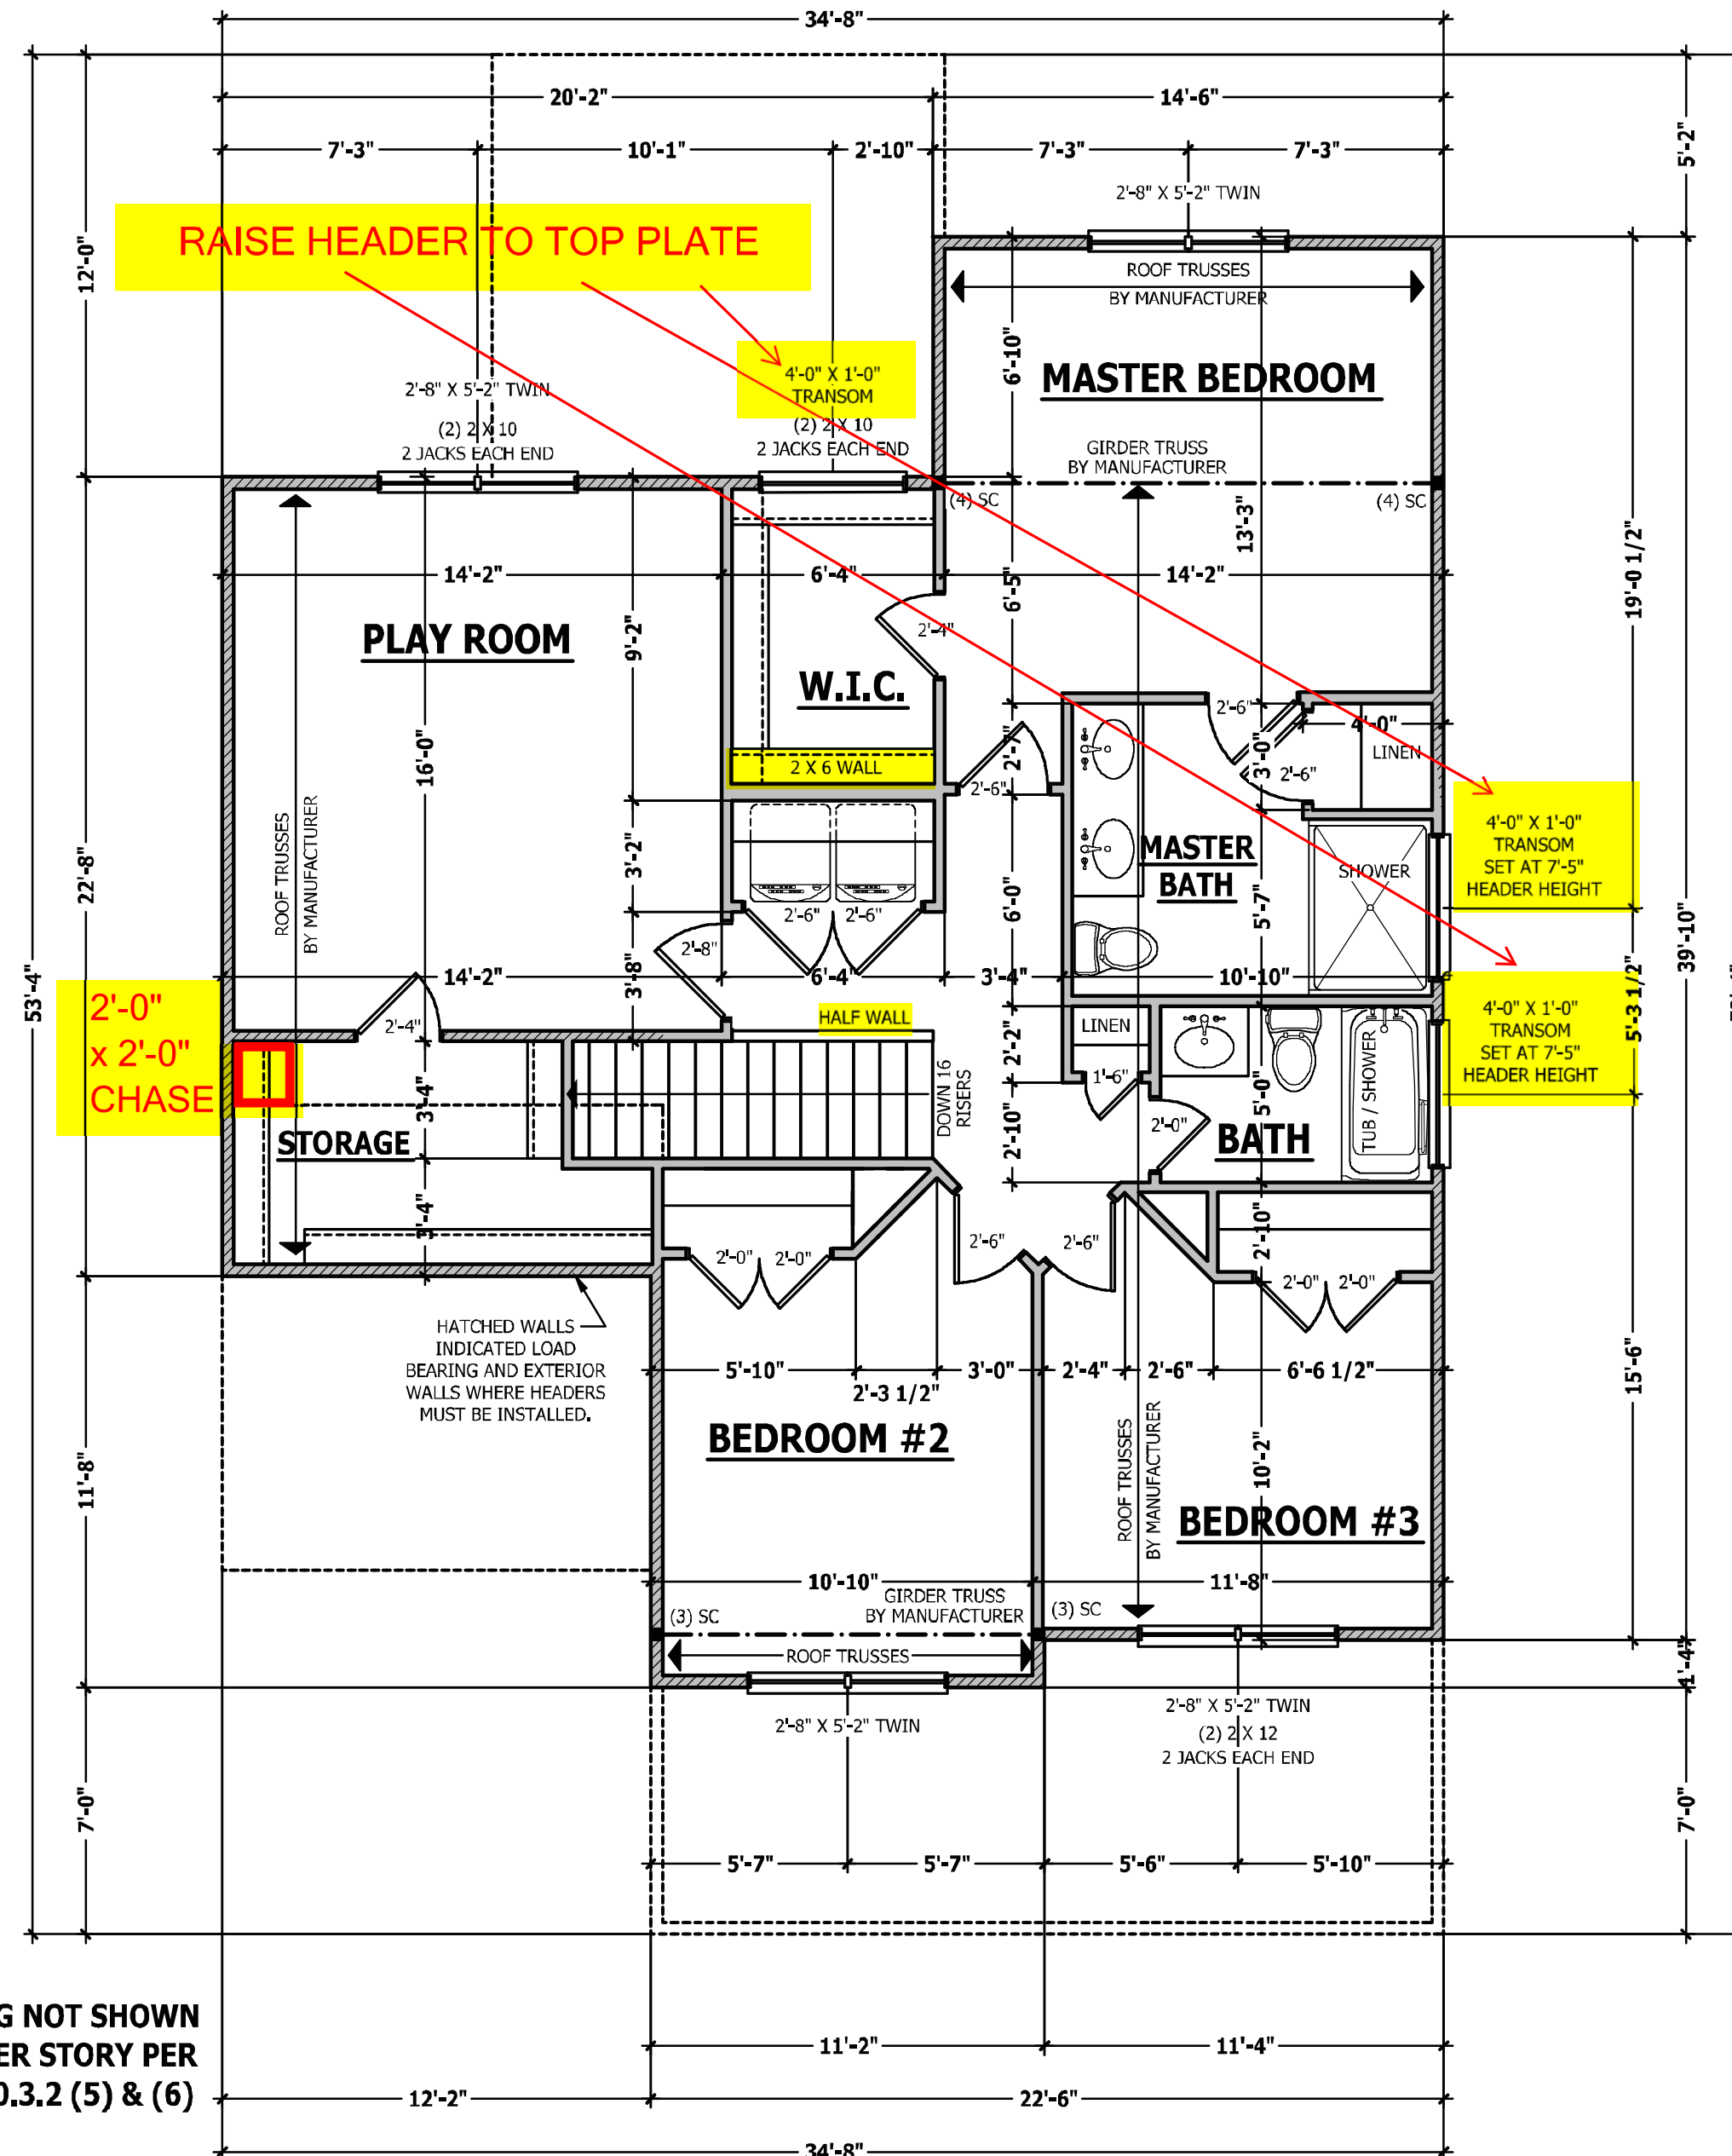 34'-8"
20'-2"
14'-6"
7'-3"
10'-1"
2'-10"
7'-3"
7'-3"
5'-2"
2'-8" X 5'-2" TWIN
RAISE HEADER TO TOP PLATE
12'-0"
ROOF TRUSSES
BY MANUFACTURER
6'-10"
4'-0" X 1'-0"
TRANSOM
MASTER BEDROOM
2'-8" X 5'-2" TWIN
(2) 2 X 10
2 JACKS EACH END
(2) 2 X 10
2 JACKS EACH END
GIRDER TRUSS
BY MANUFACTURER
(4) SC
(4) SC
13'-3"
19'-0 1/2"
14'-2"
6'-4"
6'-5"
14'-2"
PLAY ROOM
9'-2"
2'-4"
W.I.C.
2'-6"
4'-0"
LINEN
2'-7"
3'-0"
16'-0"
2 X 6 WALL
2'-6"
2'-6"
ROOF TRUSSES
BY MANUFACTURER
4'-0" X 1'-0"
TRANSOM
SET AT 7'-5"
HEADER HEIGHT
22'-8"
3'-2"
MASTER
BATH
SHOWER
6'-0"
5'-7"
2'-6"
2'-6"
39'-10"
2'-8"
53'-4"
14'-2"
3'-8"
6'-4"
3'-4"
10'-10"
5'-3 1/2"
2'-0"
x 2'-0"
CHASE
2'-4"
HALF WALL
LINEN
4'-0" X 1'-0"
TRANSOM
SET AT 7'-5"
HEADER HEIGHT
2'-2"
1'-6"
3'-4"
DOWN 16
RISERS
5'-0"
TUB / SHOWER
STORAGE
2'-10"
2'-0"
BATH
3'-4"
2'-10"
2'-0"
2'-0"
2'-6"
2'-6"
2'-0"
2'-0"
HATCHED WALLS
INDICATED LOAD
BEARING AND EXTERIOR
WALLS WHERE HEADERS
MUST BE INSTALLED.
5'-10"
2'-3 1/2"
3'-0"
2'-4"
2'-6"
6'-6 1/2"
15'-6"
BEDROOM #2
ROOF TRUSSES
BY MANUFACTURER
10'-2"
11'-8"
BEDROOM #3
10'-10"
11'-8"
GIRDER TRUSS
BY MANUFACTURER
(3) SC
(3) SC
ROOF TRUSSES
1'-4"
2'-8" X 5'-2" TWIN
2'-8" X 5'-2" TWIN
(2) 2 X 12
2 JACKS EACH END
7'-0"
7'-0"
5'-7"
5'-7"
5'-6"
5'-10"
G NOT SHOWN
ER STORY PER
0.3.2 (5) & (6)
11'-2"
11'-4"
12'-2"
22'-6"
34'-8"